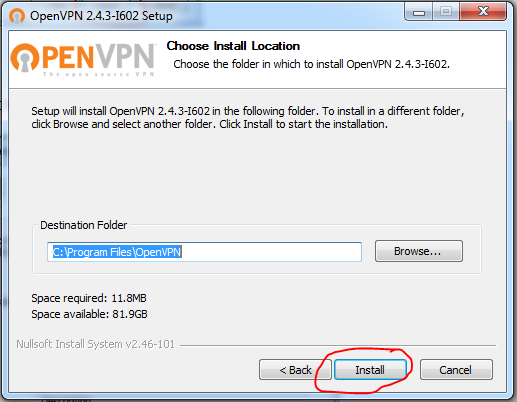 OpenVPN 2.4.3-I602 Setup
OPENVPN
The open source VPN
Choose Install Location
Choose the folder in which to install OpenVPN 2.4.3-I602.
Setup will install OpenVPN 2.4.3-I602 in the following folder. To install in a different folder,
click Browse and select another folder. Click Install to start the installation.
Destination Folder
C:\Program Files\OpenVPN
Browse...
Space required: 11.8MB
Space available: 81.9GB
Nullsoft Install System v2.46-101
< Back
Install
Cancel